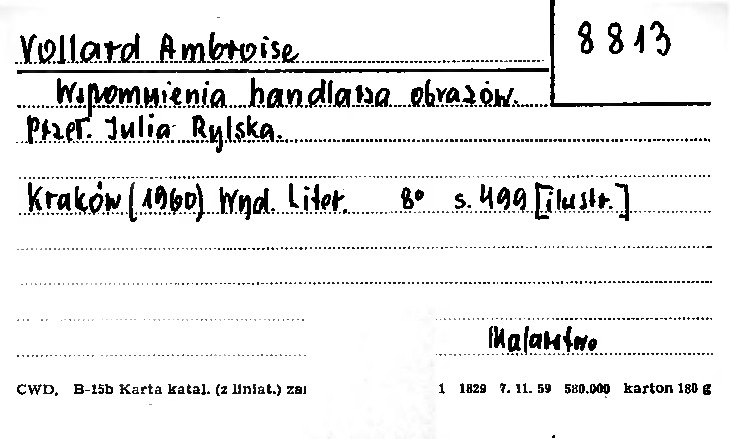 Vollard Ambroise
8813
Wspomnienia handlarza obrazów.
Przeł. Julia Rylska.
Kraków (1960) Wyd. Liter. 8° s. 499 [ilustr.]
Malarstwo
CWD, B-15b Karta katal. (z liniat.) zai 1 1829 7. 11. 59 580.000 karton 180 g